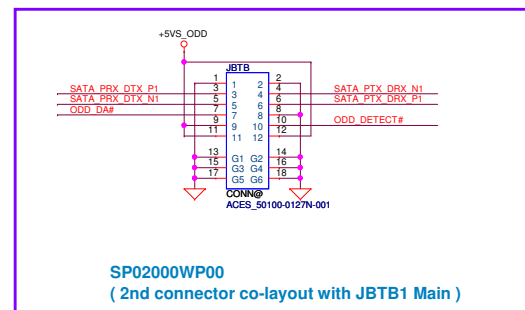 +5VS_ODD
JBTB
1 1 2 2
SATA_PRX_DTX_P1 3 3 4 4 SATA_PTX_DRX_N1
SATA_PRX_DTX_N1 5 5 6 6 SATA_PTX_DRX_P1
ODD_DA# 7 7 8 8
9 9 10 10 ODD_DETECT#
11 11 12 12
13 G1 G2 14
15 G3 G4 16
17 G5 G6 18
CONN@
ACES_50100-0127N-001
SP02000WP00
( 2nd connector co-layout with JBTB1 Main )